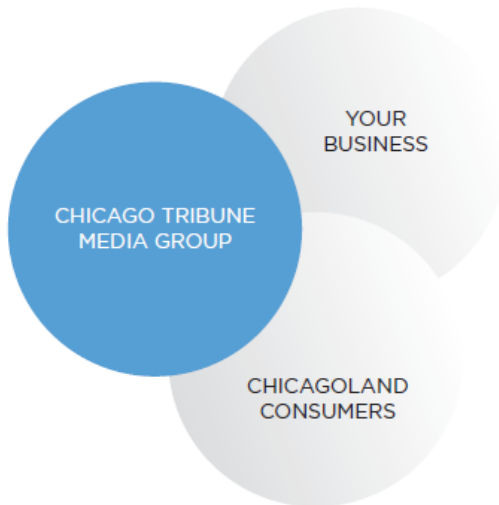 YOUR
BUSINESS
CHICAGO TRIBUNE
MEDIA GROUP
CHICAGOLAND
CONSUMERS